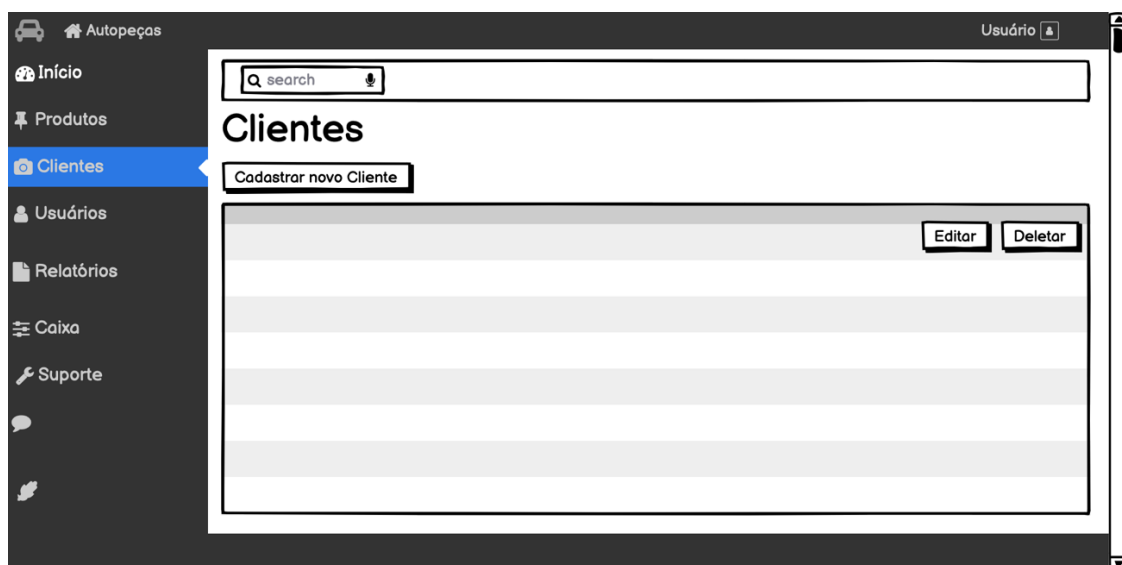 Autopeças
Usuário
Início
search
Produtos
Clientes
Clientes
Cadastrar novo Cliente
Usuários
Editar
Deletar
Relatórios
Caixa
Suporte